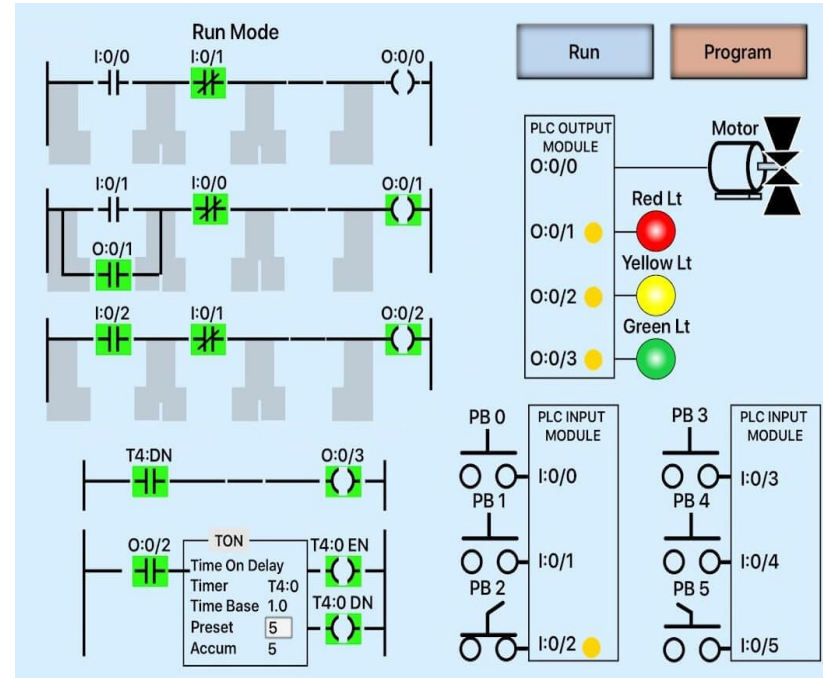 Run Mode
I:0/0 I:0/1 O:0/0
I:0/1 I:0/0 O:0/1
O:0/1
I:0/2 I:0/1 O:0/2
T4:DN O:0/3
O:0/2 TON T4:0 EN
Time On Delay
Timer T4:0
Time Base 1.0 T4:0 DN
Preset 5
Accum 5
Run Program
PLC OUTPUT
MODULE
Motor
O:0/0
Red Lt
O:0/1
Yellow Lt
O:0/2
Green Lt
O:0/3
PB 0 PLC INPUT
MODULE
I:0/0
PB 1
I:0/1
PB 2
I:0/2
PB 3 PLC INPUT
MODULE
I:0/3
PB 4
I:0/4
PB 5
I:0/5